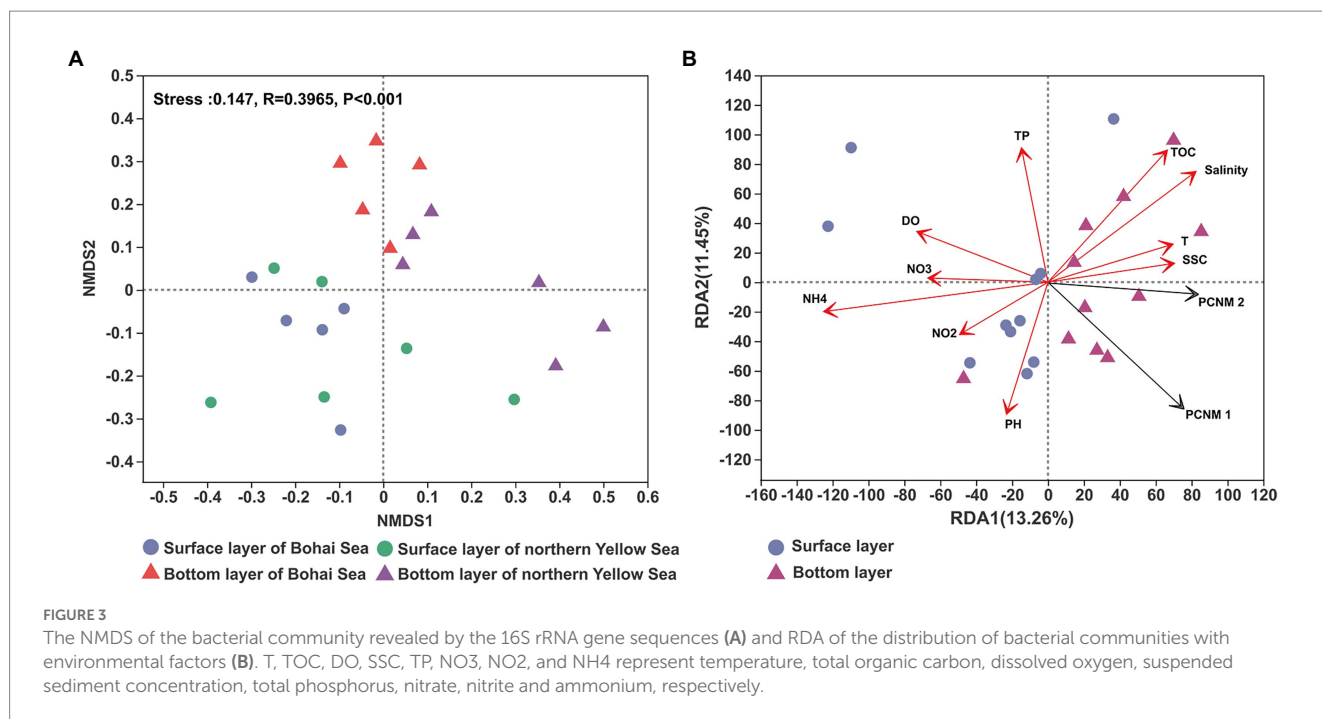 A
Stress :0.147, R=0.3965, P<0.001
0.5
0.4
0.3
0.2
0.1
0
-0.1
-0.2
-0.3
-0.4
NMDS2
-0.5 -0.3 -0.2 -0.1 0 0.1 0.2 0.3 0.4 0.5 0.6
NMDS1
Surface layer of Bohai Sea
Surface layer of northern Yellow Sea
Bottom layer of Bohai Sea
Bottom layer of northern Yellow Sea
B
140
120
100
80
60
40
20
0
-20
-40
-60
-80
-100
-120
RDA2(11.45%)
TP
TOC
Salinity
DO
T
NO3
SSC
NH4
PCNM 2
NO2
PCNM 1
PH
-160 -140 -120 -100 -80 -60 -40 -20 0 20 40 60 80 100 120
RDA1(13.26%)
Surface layer
Bottom layer
FIGURE 3
The NMDS of the bacterial community revealed by the 16S rRNA gene sequences (A) and RDA of the distribution of bacterial communities with
environmental factors (B). T, TOC, DO, SSC, TP, NO3, NO2, and NH4 represent temperature, total organic carbon, dissolved oxygen, suspended
sediment concentration, total phosphorus, nitrate, nitrite and ammonium, respectively.